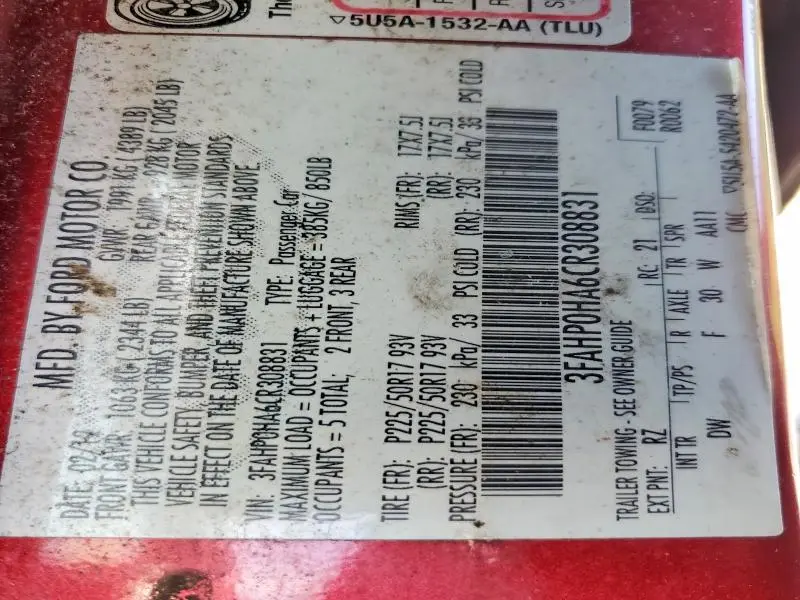 The
▽5U5A-1532-AA (TLU)
MFD. BY FORD MOTOR CO.
DATE: 02/12 GAWR: 1991 KG ( 4389 LB)
FRONT GAWR: 1063 KG ( 2344 LB) REAR GAWR: 928 KG ( 2045 LB)
THIS VEHICLE CONFORMS TO ALL APPLICABLE FEDERAL MOTOR
VEHICLE SAFETY, BUMPER, AND THEFT PREVENTION STANDARDS
IN EFFECT ON THE DATE OF MANUFACTURE SHOWN ABOVE.
VIN: 3FAHP0HA6CR308831 TYPE: Passenger Car
MAXIMUM LOAD = OCCUPANTS + LUGGAGE = 385KG/ 850LB
OCCUPANTS = 5 TOTAL; 2 FRONT, 3 REAR
TIRE (FR): P225/50R17 93V RIMS (FR): 17X7.5J
(RR): P225/50R17 93V (RR): 17X7.5J
PRESSURE (FR): 230 kPa/ 33 PSI COLD (RR): 230 kPa/ 38 PSI COLD
3FAHP0HA6CR308831
TRAILER TOWING - SEE OWNER GUIDE F0079
EXT PNT: RZ RC: 21 DSO: R0062
INT TR TP/PS R AXLE TR SPR
DW F 30 W AA11
▽5U5A-5420472-AA